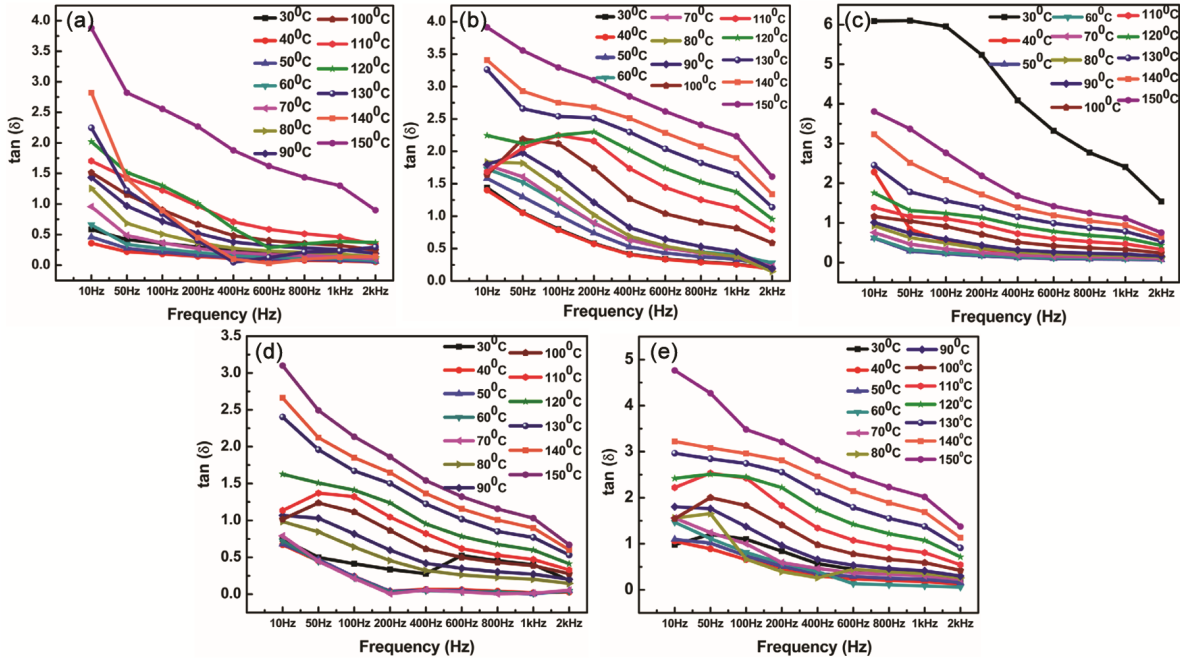 (a)
tan (δ)
4.0
3.5
3.0
2.5
2.0
1.5
1.0
0.5
0.0
30⁰C
40⁰C
50⁰C
60⁰C
70⁰C
80⁰C
90⁰C
100⁰C
110⁰C
120⁰C
130⁰C
140⁰C
150⁰C
10Hz 50Hz 100Hz 200Hz 400Hz 600Hz 800Hz 1kHz 2kHz
Frequency (Hz)
(b)
tan (δ)
4.0
3.5
3.0
2.5
2.0
1.5
1.0
0.5
0.0
30⁰C
40⁰C
50⁰C
60⁰C
70⁰C
80⁰C
90⁰C
100⁰C
110⁰C
120⁰C
130⁰C
140⁰C
150⁰C
10Hz 50Hz 100Hz 200Hz 400Hz 600Hz 800Hz 1kHz 2kHz
Frequency (Hz)
(c)
tan (δ)
6
5
4
3
2
1
0
30⁰C
40⁰C
50⁰C
60⁰C
70⁰C
80⁰C
90⁰C
100⁰C
110⁰C
120⁰C
130⁰C
140⁰C
150⁰C
10Hz 50Hz 100Hz 200Hz 400Hz 600Hz 800Hz 1kHz 2kHz
Frequency (Hz)
(d)
tan (δ)
3.5
3.0
2.5
2.0
1.5
1.0
0.5
0.0
30⁰C
40⁰C
50⁰C
60⁰C
70⁰C
80⁰C
90⁰C
100⁰C
110⁰C
120⁰C
130⁰C
140⁰C
150⁰C
10Hz 50Hz 100Hz 200Hz 400Hz 600Hz 800Hz 1kHz 2kHz
Frequency (Hz)
(e)
tan (δ)
5
4
3
2
1
0
30⁰C
40⁰C
50⁰C
60⁰C
70⁰C
80⁰C
90⁰C
100⁰C
110⁰C
120⁰C
130⁰C
140⁰C
150⁰C
10Hz 50Hz 100Hz 200Hz 400Hz 600Hz 800Hz 1kHz 2kHz
Frequency (Hz)